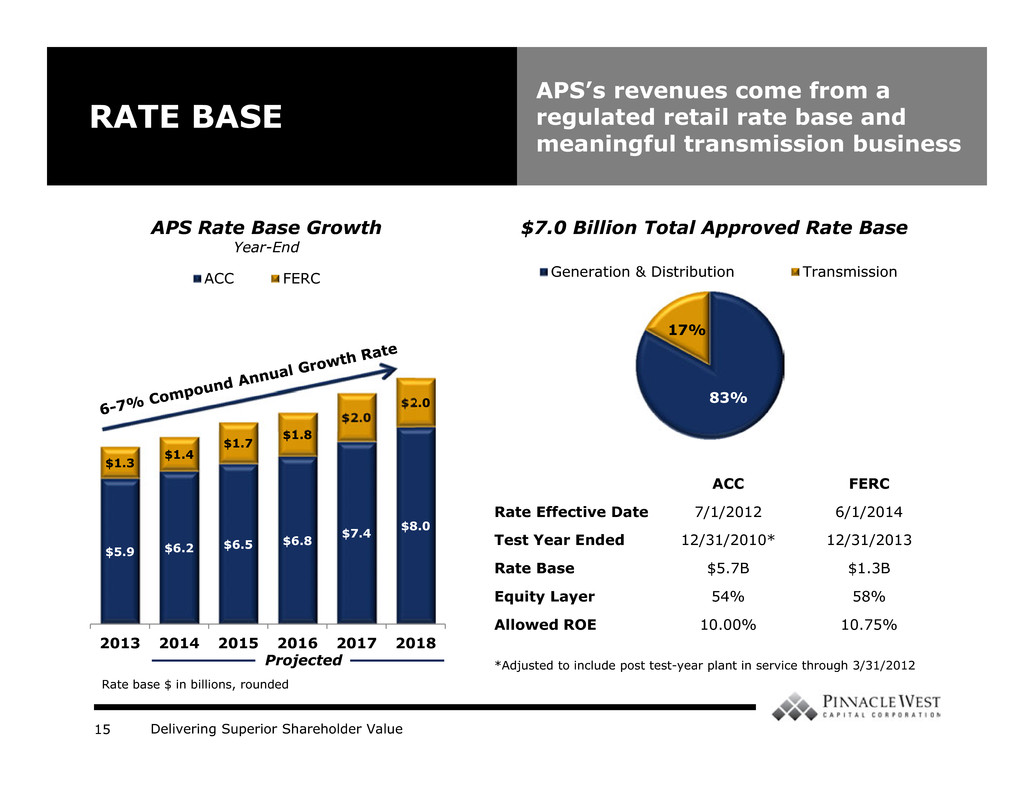 RATE BASE
APS’s revenues come from a
regulated retail rate base and
meaningful transmission business
APS Rate Base Growth
Year-End
ACC FERC
6-7% Compound Annual Growth Rate
$1.3 $1.4 $1.7 $1.8 $2.0 $2.0
$5.9 $6.2 $6.5 $6.8 $7.4 $8.0
2013 2014 2015 2016 2017 2018
Projected
Rate base $ in billions, rounded
$7.0 Billion Total Approved Rate Base
Generation & Distribution Transmission
17%
83%
ACC FERC
Rate Effective Date 7/1/2012 6/1/2014
Test Year Ended 12/31/2010* 12/31/2013
Rate Base $5.7B $1.3B
Equity Layer 54% 58%
Allowed ROE 10.00% 10.75%
*Adjusted to include post test-year plant in service through 3/31/2012
PINNACLE WEST
CAPITAL CORPORATION
15 Delivering Superior Shareholder Value